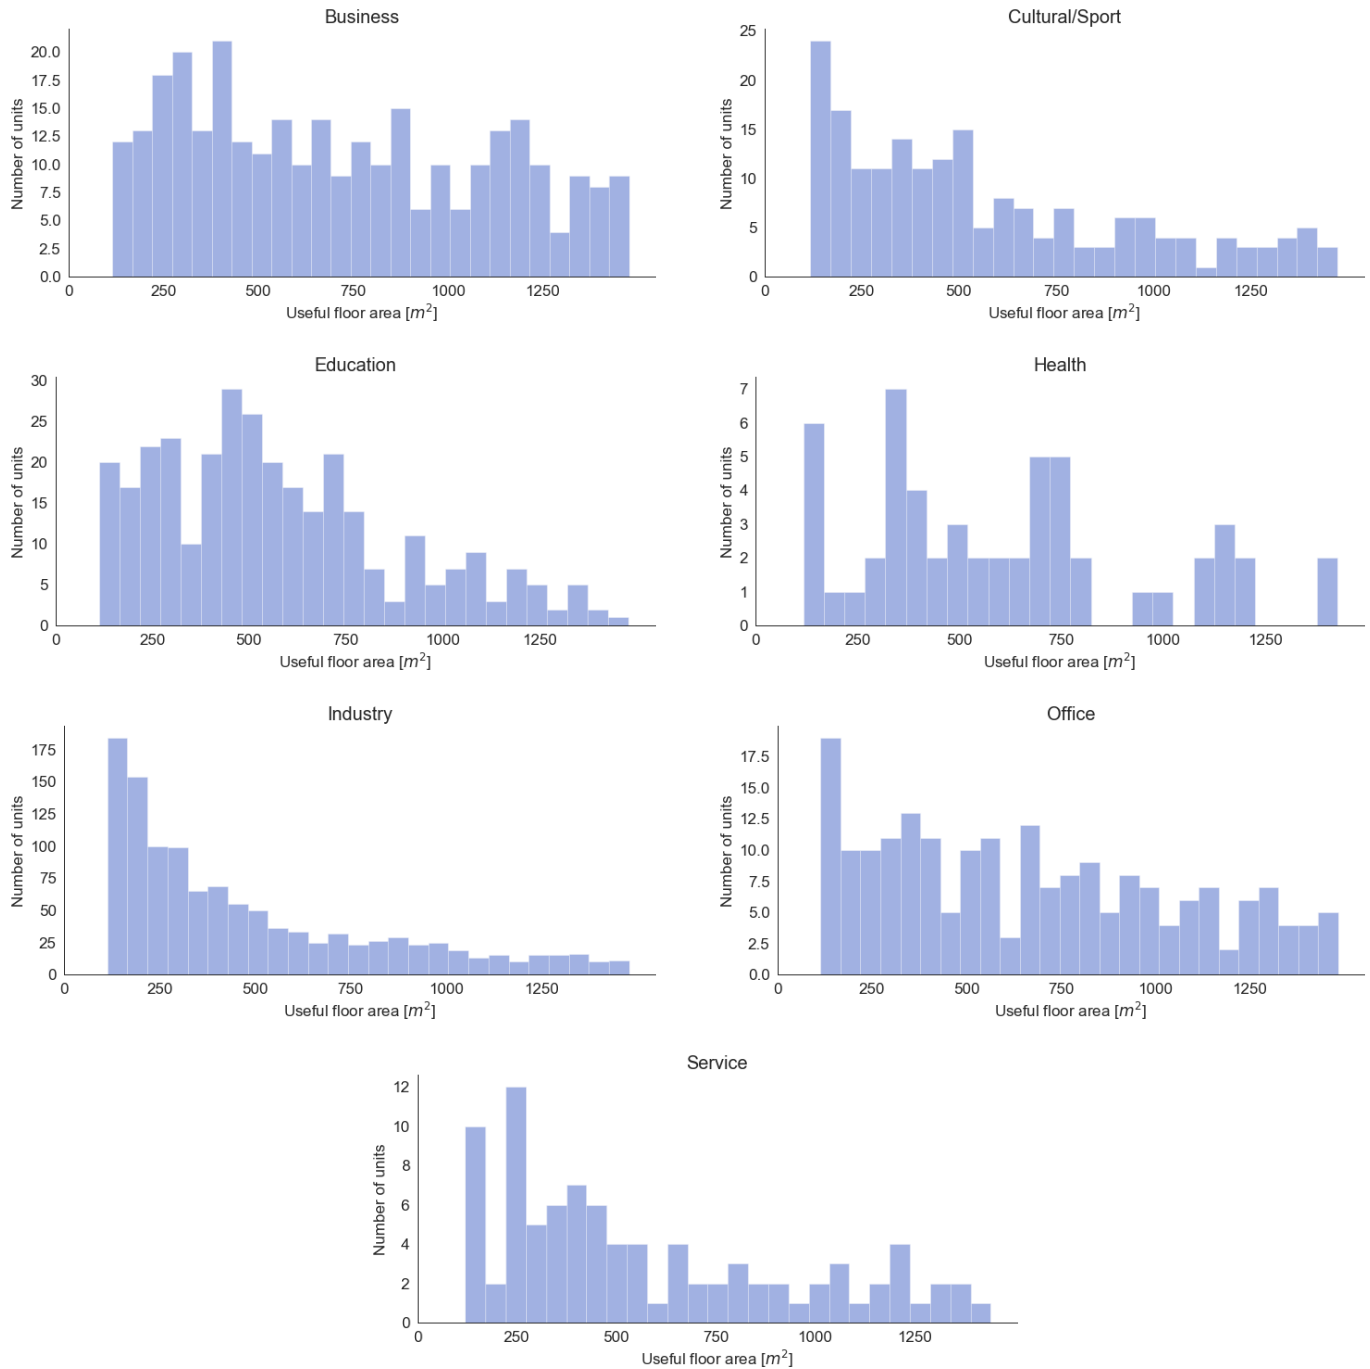 Business
20.0
17.5
15.0
12.5
10.0
7.5
5.0
2.5
0.0
Number of units
0 250 500 750 1000 1250
Useful floor area [m²]
Cultural/Sport
25
20
15
10
5
0
Number of units
0 250 500 750 1000 1250
Useful floor area [m²]
Education
30
25
20
15
10
5
0
Number of units
0 250 500 750 1000 1250
Useful floor area [m²]
Health
7
6
5
4
3
2
1
0
Number of units
0 250 500 750 1000 1250
Useful floor area [m²]
Industry
175
150
125
100
75
50
25
0
Number of units
0 250 500 750 1000 1250
Useful floor area [m²]
Office
17.5
15.0
12.5
10.0
7.5
5.0
2.5
0.0
Number of units
0 250 500 750 1000 1250
Useful floor area [m²]
Service
12
10
8
6
4
2
0
Number of units
0 250 500 750 1000 1250
Useful floor area [m²]